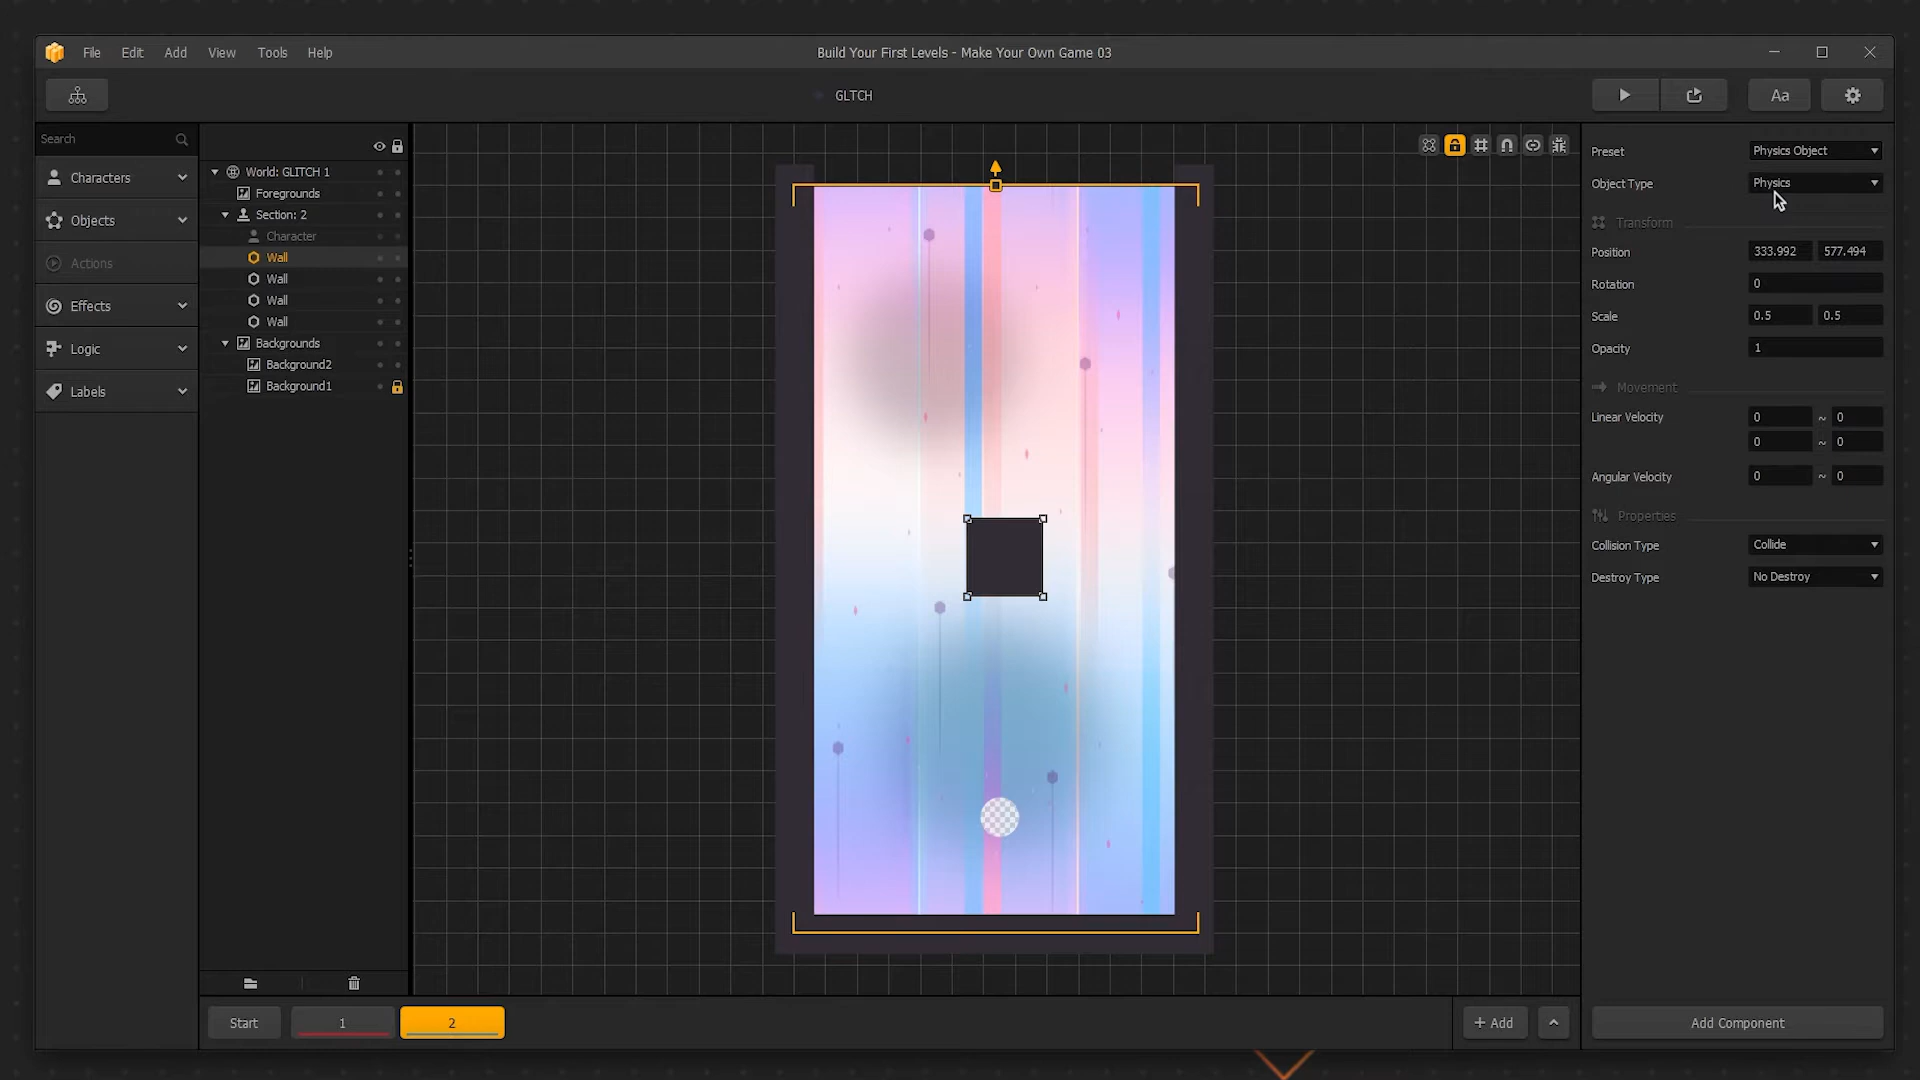 File Edit Add View Tools Help
Build Your First Levels - Make Your Own Game 03
GLTCH
Aa
Search
Characters
Objects
Actions
Effects
Logic
Labels
World: GLITCH 1
Foregrounds
Section: 2
Character
Wall
Wall
Wall
Wall
Backgrounds
Background2
Background1
Preset Physics Object
Object Type Physics
Transform
Position 333.992 577.494
Rotation 0
Scale 0.5 0.5
Opacity 1
Movement
Linear Velocity 0 ~ 0
0 ~ 0
Angular Velocity 0 ~ 0
Properties
Collision Type Collide
Destroy Type No Destroy
Start 1 2
+ Add
Add Component